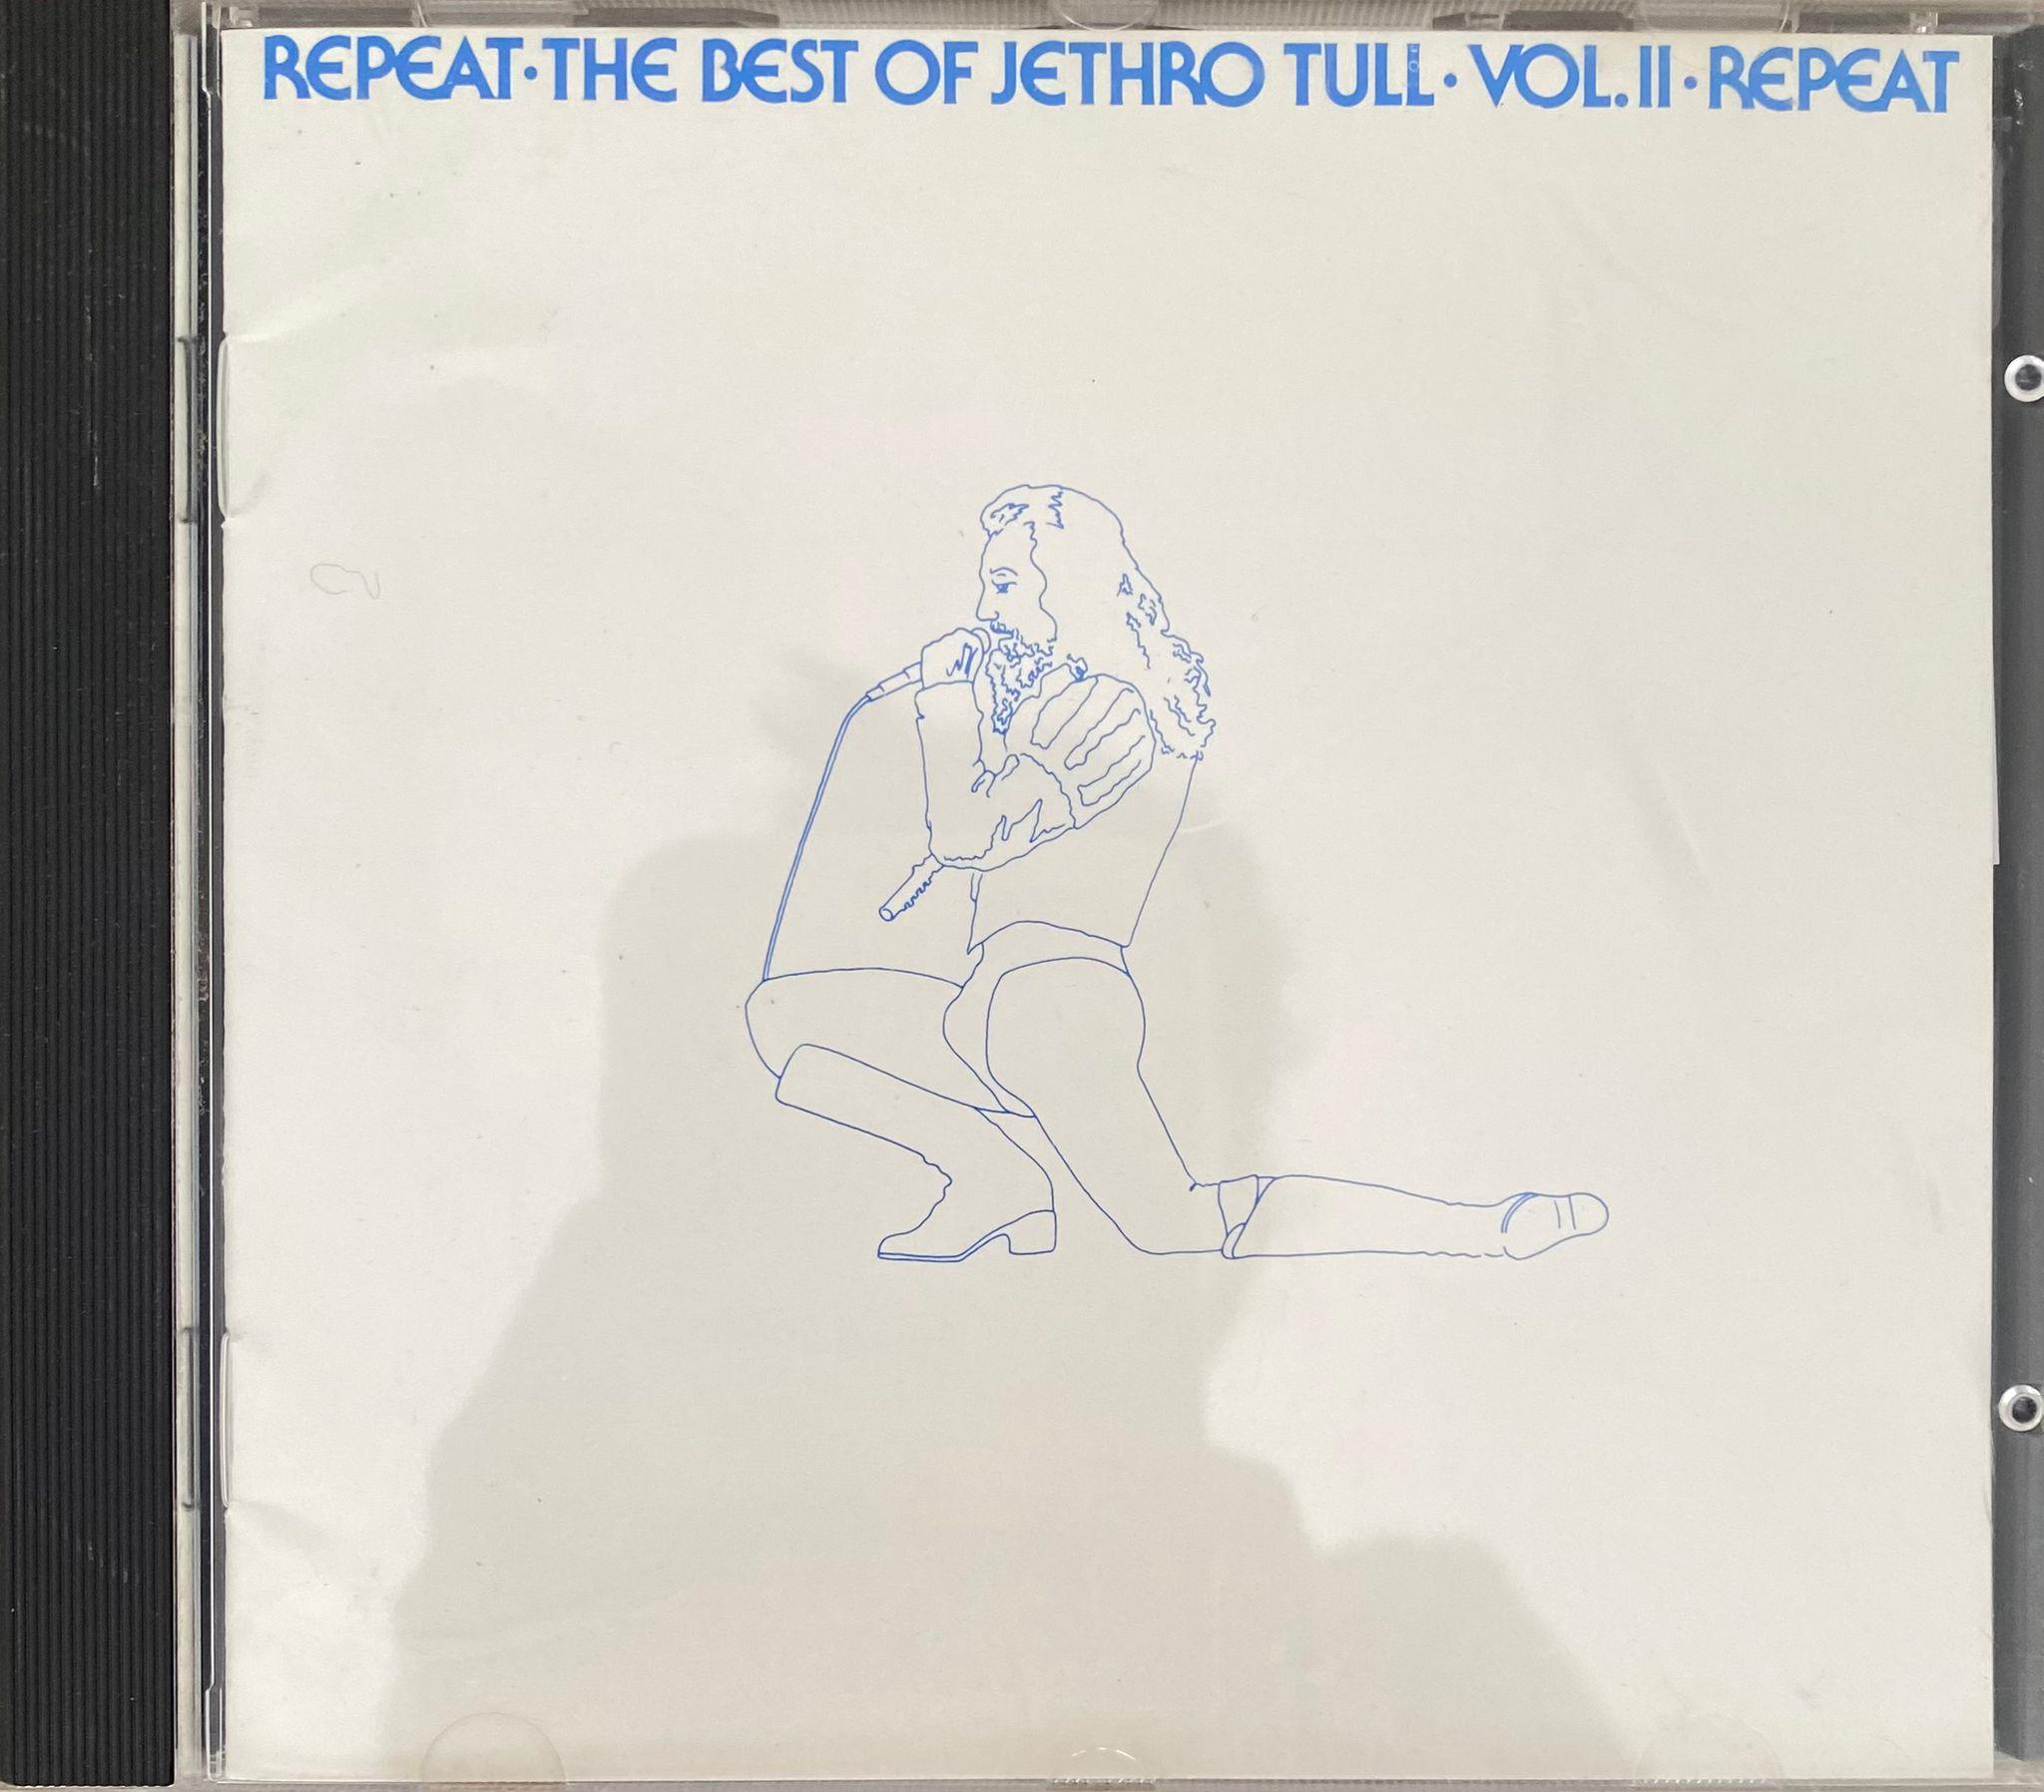 REPEAT·THE BEST OF JETHRO TULL·VOL.II·REPEAT